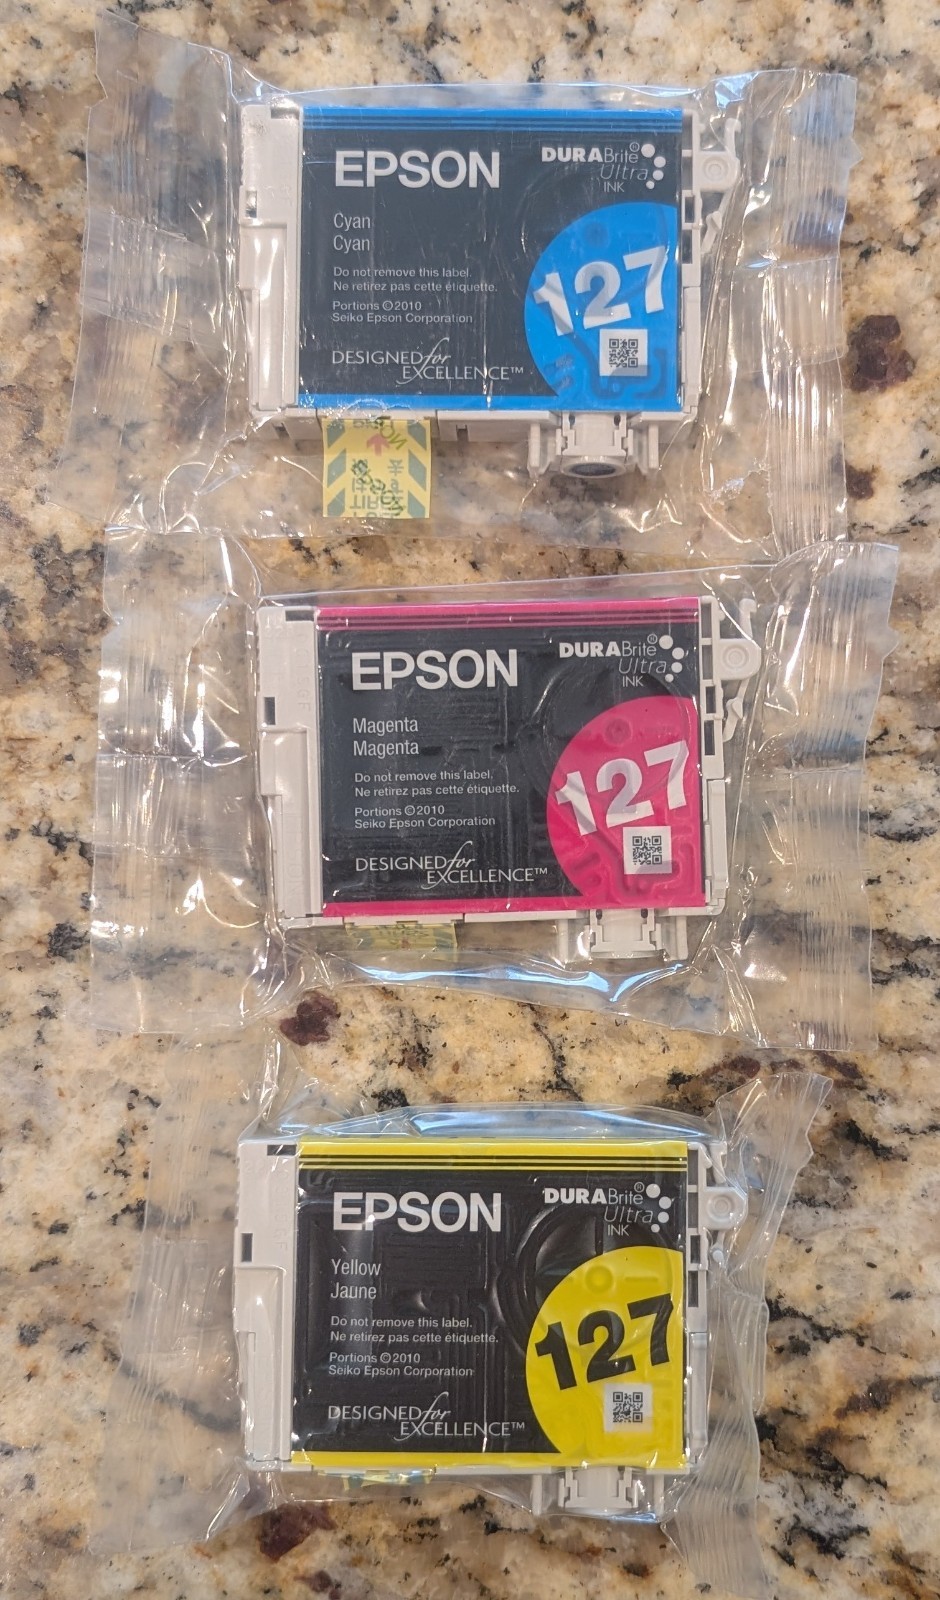 EPSON
DURABrite®
Ultra
INK
Cyan
Cyan
Do not remove this label.
Ne retirez pas cette étiquette.
Portions ©2010
Seiko Epson Corporation
127
DESIGNED for
EXCELLENCE™
TIREZ
EPSON
DURABrite®
Ultra
INK
Magenta
Magenta
Do not remove this label.
Ne retirez pas cette étiquette.
Portions ©2010
Seiko Epson Corporation
127
DESIGNED for
EXCELLENCE™
EPSON
DURABrite®
Ultra
INK
Yellow
Jaune
Do not remove this label.
Ne retirez pas cette étiquette.
Portions ©2010
Seiko Epson Corporation
127
DESIGNED for
EXCELLENCE™